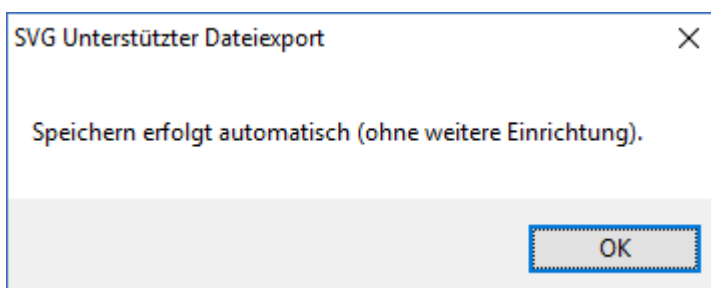 SVG Unterstützter Dateiexport
Speichern erfolgt automatisch (ohne weitere Einrichtung).
OK